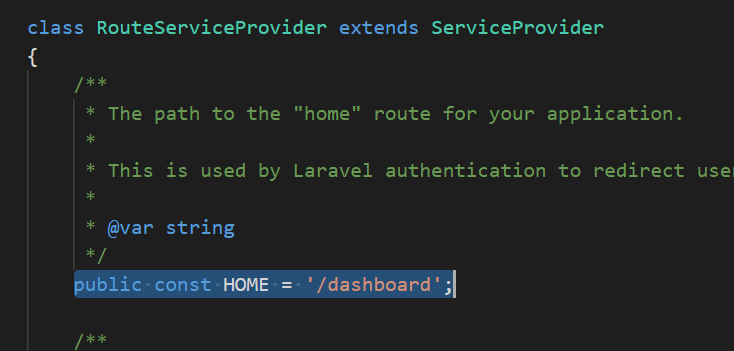 class RouteServiceProvider extends ServiceProvider
{
/**
* The path to the "home" route for your application.
*
* This is used by Laravel authentication to redirect
*
* @var string
*/
public const HOME = '/dashboard';
/**